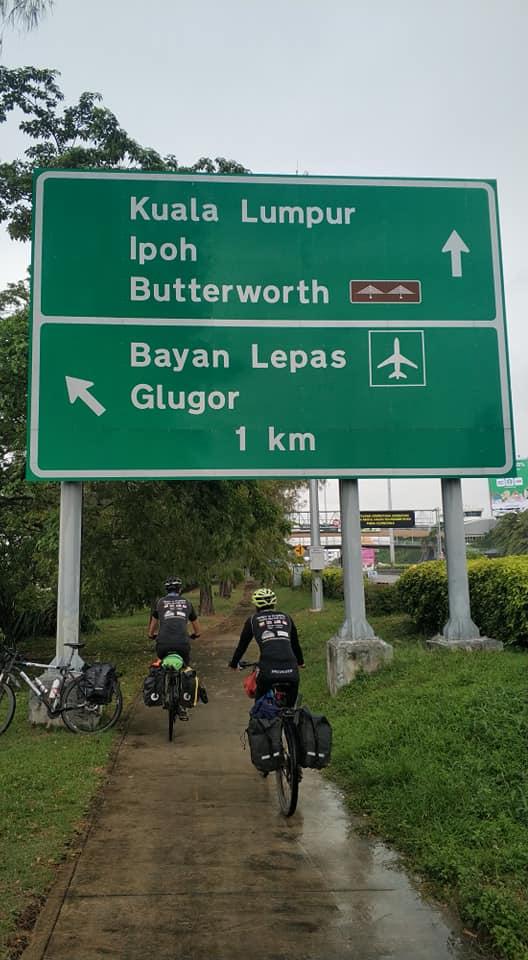 Kuala Lumpur
Ipoh
Butterworth
Bayan Lepas
Glugor
1 km